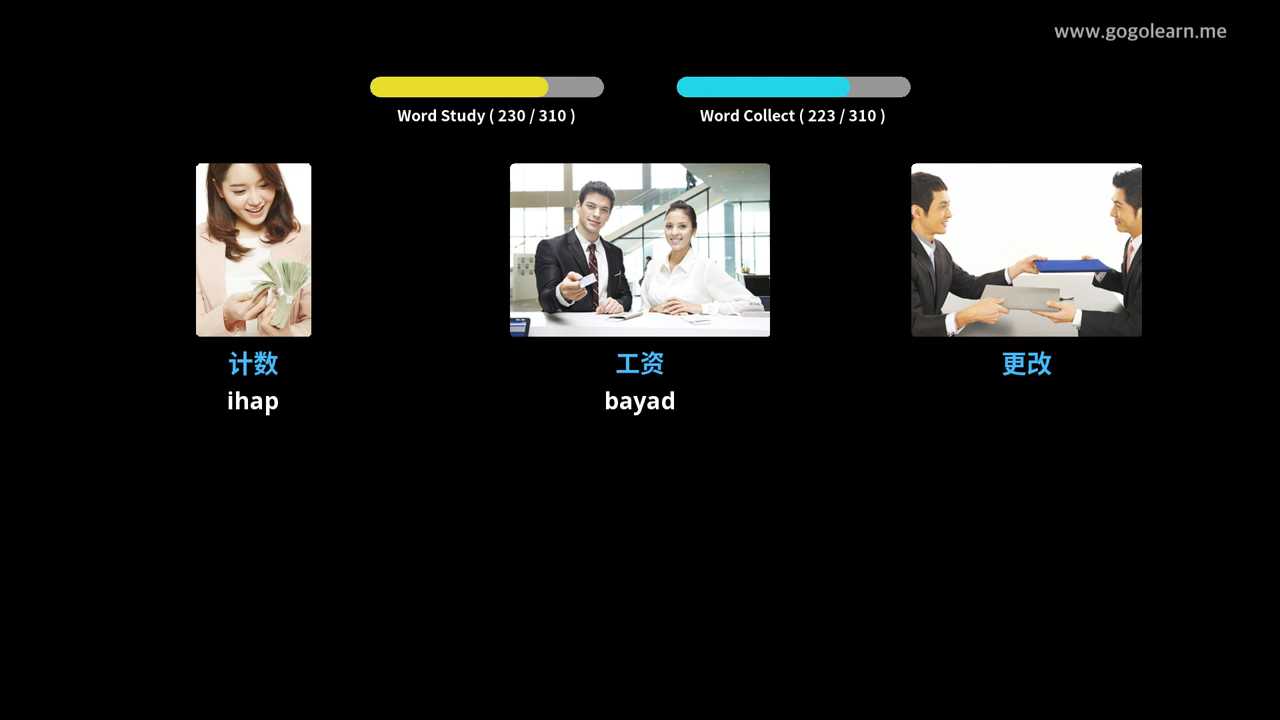 www.gogolearn.me
Word Study ( 230 / 310 )
Word Collect ( 223 / 310 )
计数
工资
更改
ihap
bayad